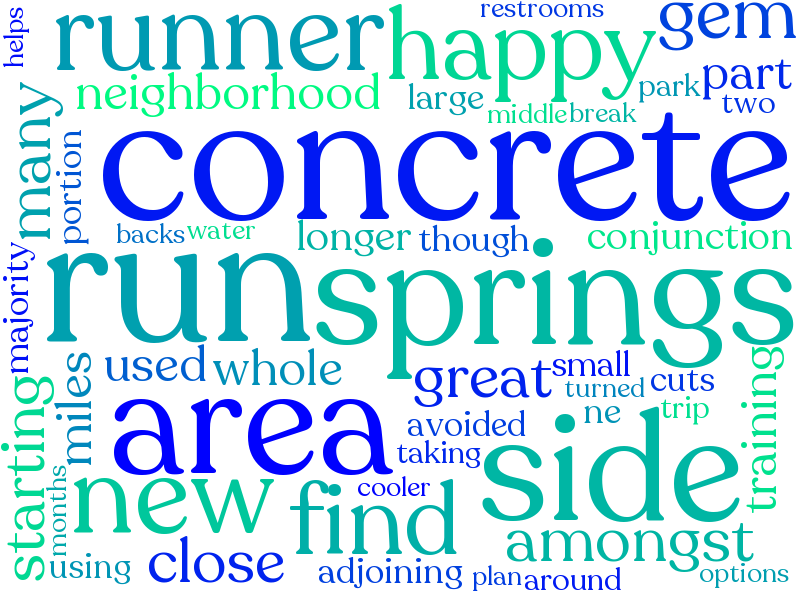 restrooms
gem
helps
runner
happy
neighborhood
large
park
part
two
middle
break
many
concrete
portion
backs
water
longer
though
conjunction
majority
run
springs
used
whole
great
small
turned
cuts
miles
area
avoided
ne
trip
training
taking
side
starting
months
new
cooler
find
amongst
using
close
adjoining
plan
around
options